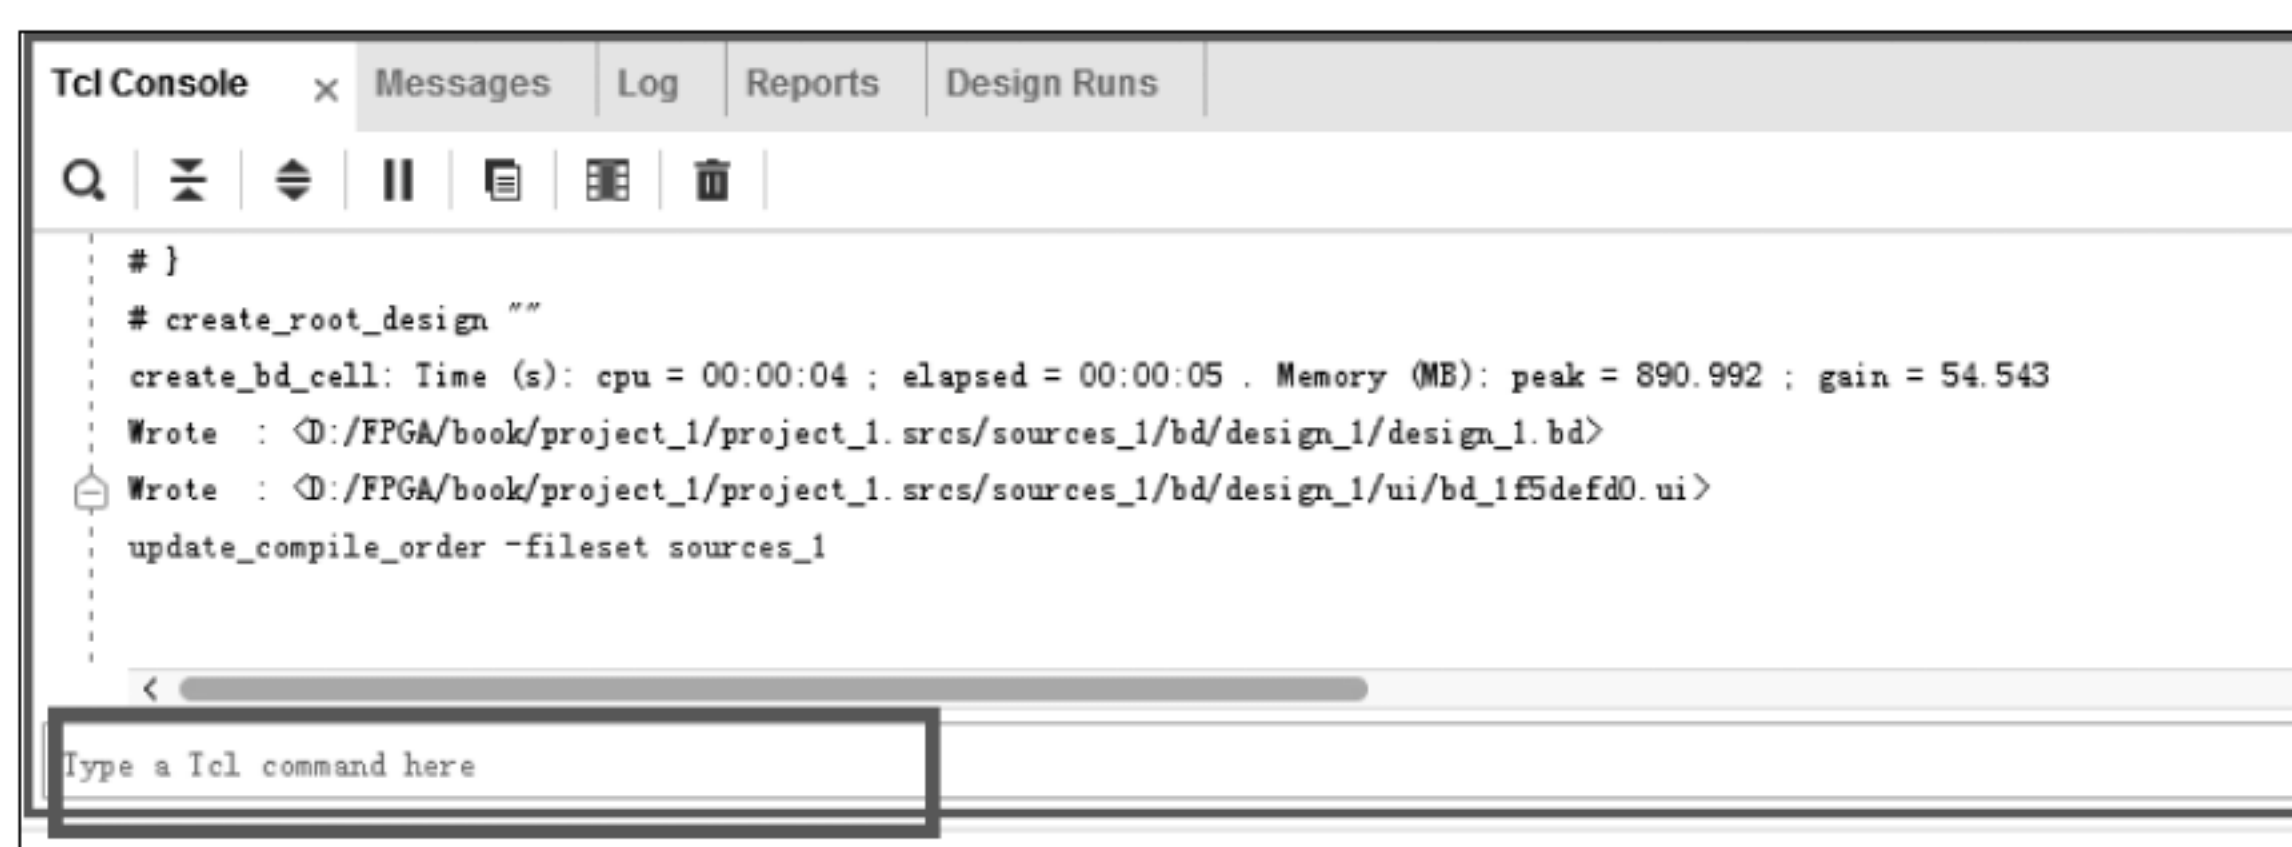 Tcl Console × Messages Log Reports Design Runs
# }
# create_root_design ""
create_bd_cell: Time (s): cpu = 00:00:04 ; elapsed = 00:00:05 . Memory (MB): peak = 890.992 ; gain = 54.543
Wrote  : <D:/FPGA/book/project_1/project_1.srcs/sources_1/bd/design_1/design_1.bd>
Wrote  : <D:/FPGA/book/project_1/project_1.srcs/sources_1/bd/design_1/ui/bd_1f5defd0.ui>
update_compile_order -fileset sources_1
Type a Tcl command here